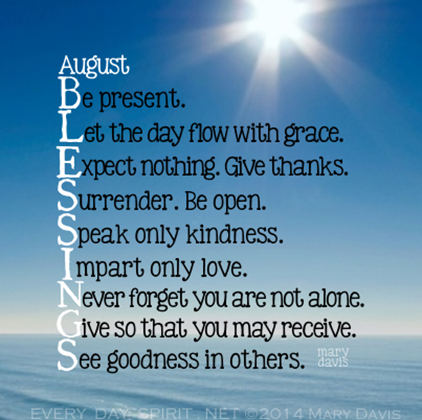 August
Be present.
Let the day flow with grace.
Expect nothing. Give thanks.
Surrender. Be open.
Speak only kindness.
Impart only love.
Never forget you are not alone.
Give so that you may receive.
See goodness in others.
mary
davis
EVERY DAY SPIRIT . NET ©2014 MARY DAVIS